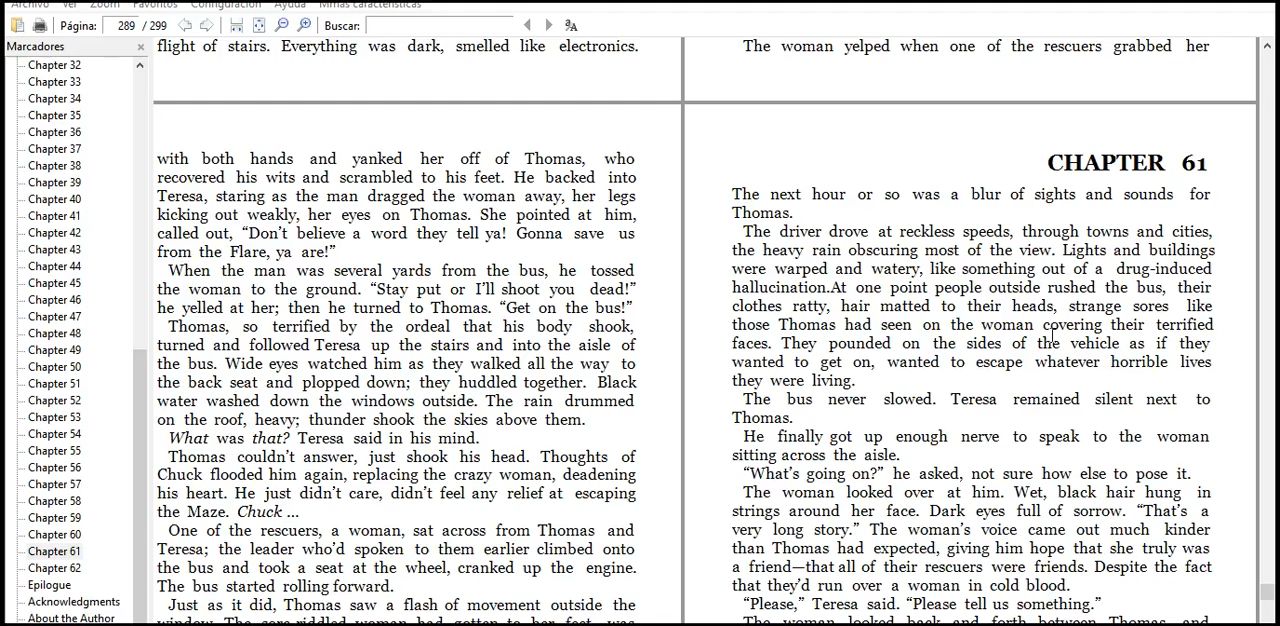 Archivo Ver Zoom Favoritos Configuración Ayuda Mimas características
Página: 289 / 299 Buscar:
Marcadores
Chapter 32
Chapter 33
Chapter 34
Chapter 35
Chapter 36
Chapter 37
Chapter 38
Chapter 39
Chapter 40
Chapter 41
Chapter 42
Chapter 43
Chapter 44
Chapter 45
Chapter 46
Chapter 47
Chapter 48
Chapter 49
Chapter 50
Chapter 51
Chapter 52
Chapter 53
Chapter 54
Chapter 55
Chapter 56
Chapter 57
Chapter 58
Chapter 59
Chapter 60
Chapter 61
Chapter 62
Epilogue
Acknowledgments
About the Author
flight of stairs. Everything was dark, smelled like electronics.
with both hands and yanked her off of Thomas, who
recovered his wits and scrambled to his feet. He backed into
Teresa, staring as the man dragged the woman away, her legs
kicking out weakly, her eyes on Thomas. She pointed at him,
called out, “Don’t believe a word they tell ya! Gonna save us
from the Flare, ya are!”
When the man was several yards from the bus, he tossed
the woman to the ground. “Stay put or I’ll shoot you dead!”
he yelled at her; then he turned to Thomas. “Get on the bus!”
Thomas, so terrified by the ordeal that his body shook,
turned and followed Teresa up the stairs and into the aisle of
the bus. Wide eyes watched him as they walked all the way to
the back seat and plopped down; they huddled together. Black
water washed down the windows outside. The rain drummed
on the roof, heavy; thunder shook the skies above them.
What was that? Teresa said in his mind.
Thomas couldn’t answer, just shook his head. Thoughts of
Chuck flooded him again, replacing the crazy woman, deadening
his heart. He just didn’t care, didn’t feel any relief at escaping
the Maze. Chuck ...
One of the rescuers, a woman, sat across from Thomas and
Teresa; the leader who’d spoken to them earlier climbed onto
the bus and took a seat at the wheel, cranked up the engine.
The bus started rolling forward.
Just as it did, Thomas saw a flash of movement outside the
window. The sore-riddled woman had gotten to her feet, was
The woman yelped when one of the rescuers grabbed her
CHAPTER 61
The next hour or so was a blur of sights and sounds for
Thomas.
The driver drove at reckless speeds, through towns and cities,
the heavy rain obscuring most of the view. Lights and buildings
were warped and watery, like something out of a drug-induced
hallucination.At one point people outside rushed the bus, their
clothes ratty, hair matted to their heads, strange sores like
those Thomas had seen on the woman covering their terrified
faces. They pounded on the sides of the vehicle as if they
wanted to get on, wanted to escape whatever horrible lives
they were living.
The bus never slowed. Teresa remained silent next to
Thomas.
He finally got up enough nerve to speak to the woman
sitting across the aisle.
“What’s going on?” he asked, not sure how else to pose it.
The woman looked over at him. Wet, black hair hung in
strings around her face. Dark eyes full of sorrow. “That’s a
very long story.” The woman’s voice came out much kinder
than Thomas had expected, giving him hope that she truly was
a friend—that all of their rescuers were friends. Despite the fact
that they’d run over a woman in cold blood.
“Please,” Teresa said. “Please tell us something.”
The woman looked back and forth between Thomas and